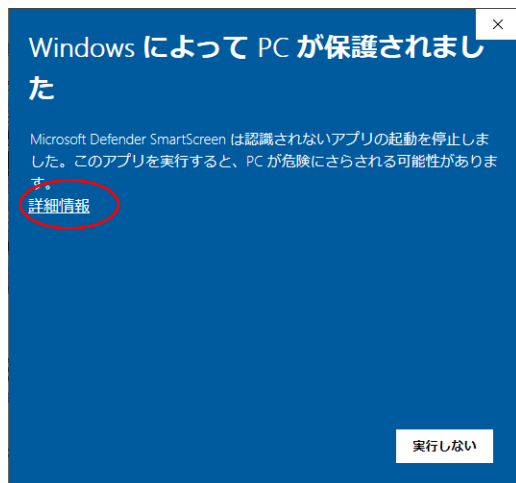 Windows によって PC が保護されまし
た
Microsoft Defender SmartScreen は認識されないアプリの起動を停止しま
した。このアプリを実行すると、PC が危険にさらされる可能性がありま
す。
詳細情報
実行しない